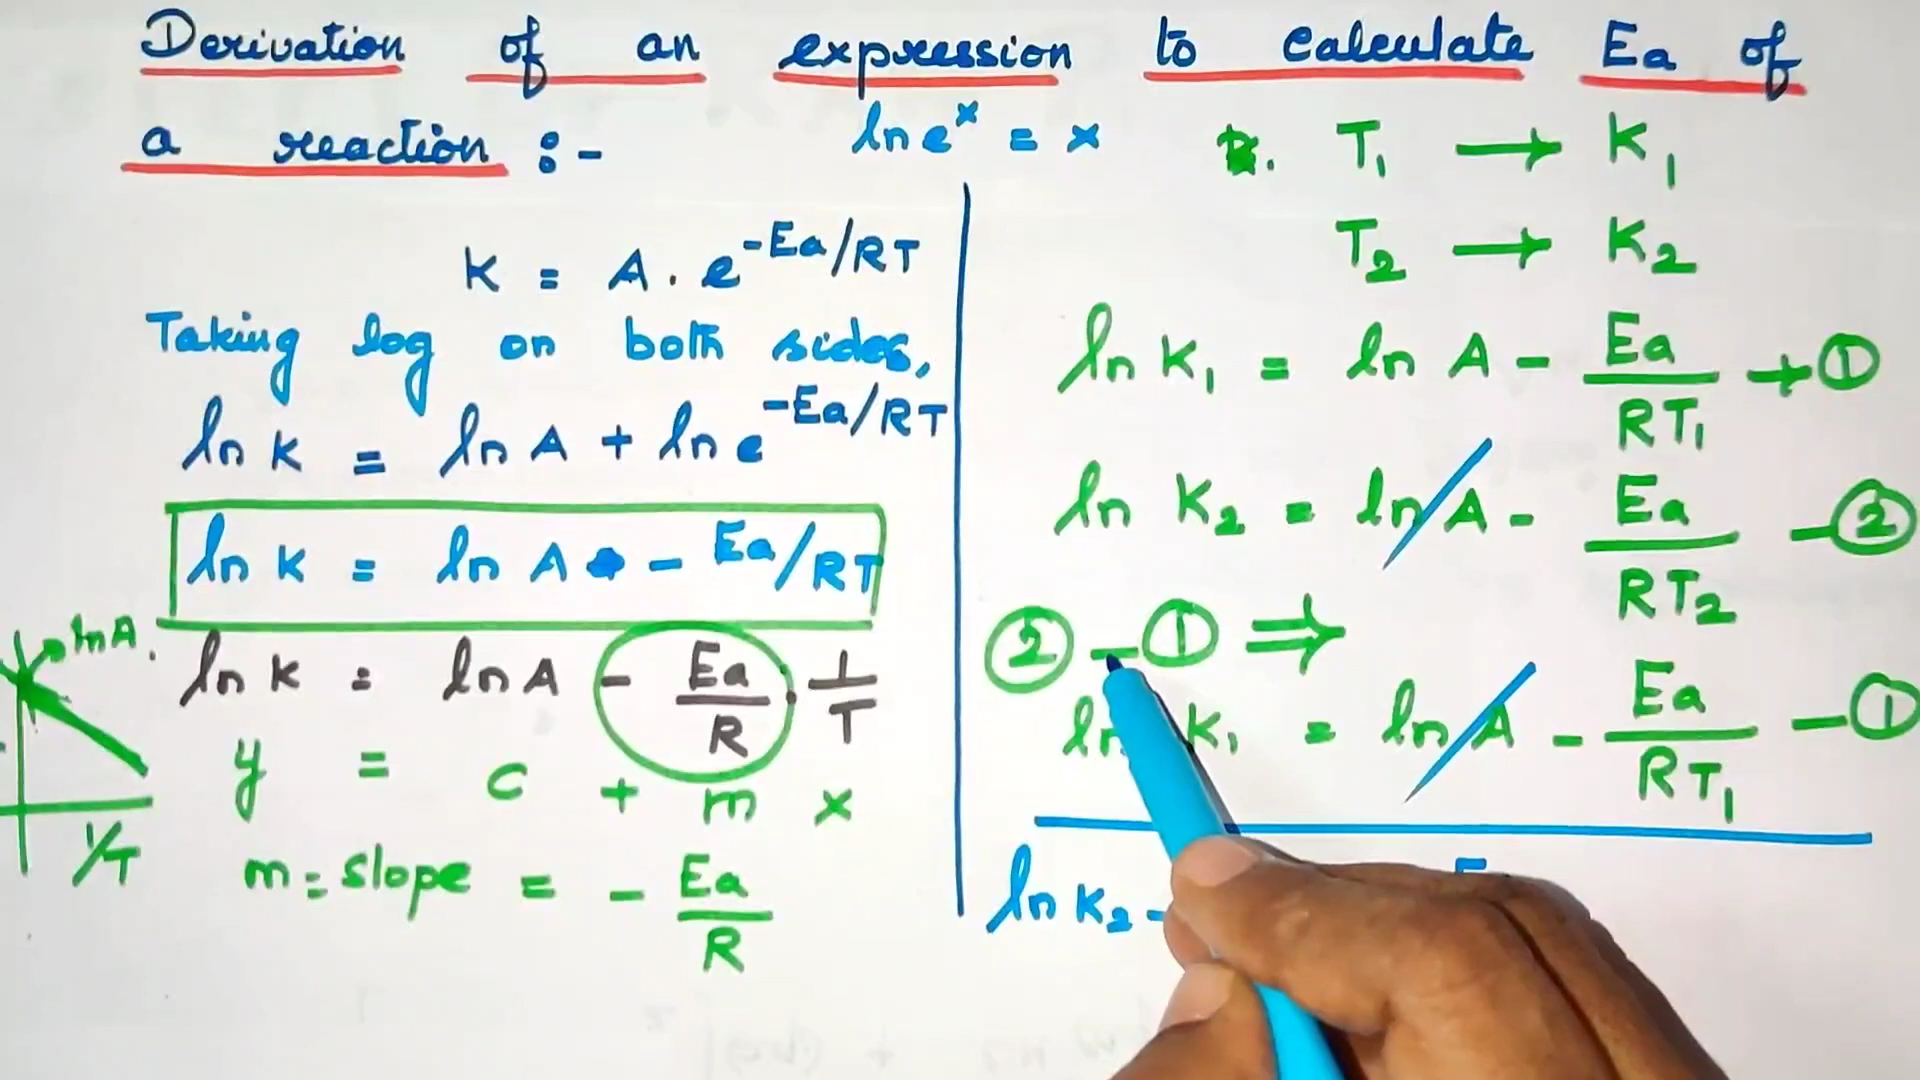 Derivation of an expression to calculate Ea of
a reaction :-
ln e^x = x
K = A . e^-Ea/RT
Taking log on both sides,
ln K = ln A + ln e^-Ea/RT
ln K = ln A - Ea/RT
ln A.
ln K = ln A - Ea/R . 1/T
y = c + m x
1/T
m = slope = - Ea/R
T₁ → K₁
T₂ → K₂
ln K₁ = ln A - Ea/RT₁ → ①
ln K₂ = ln A - Ea/RT₂ - ②
② - ① ⇒
ln K₁ = ln A - Ea/RT₁ - ①
ln K₂ -